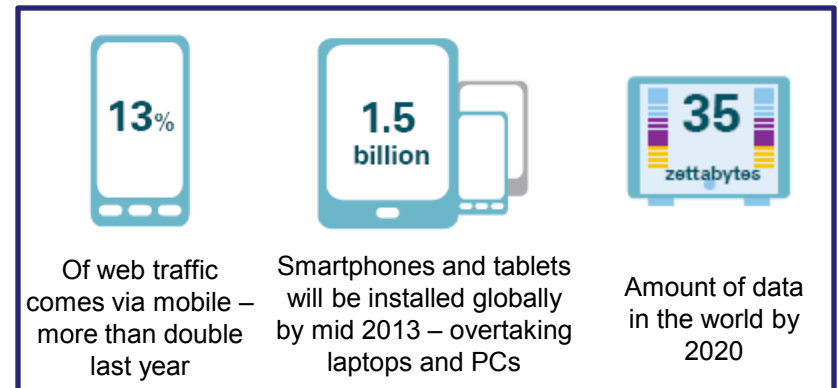 13%
Of web traffic
comes via mobile –
more than double
last year
1.5
billion
Smartphones and tablets
will be installed globally
by mid 2013 – overtaking
laptops and PCs
35
zettabytes
Amount of data
in the world by
2020